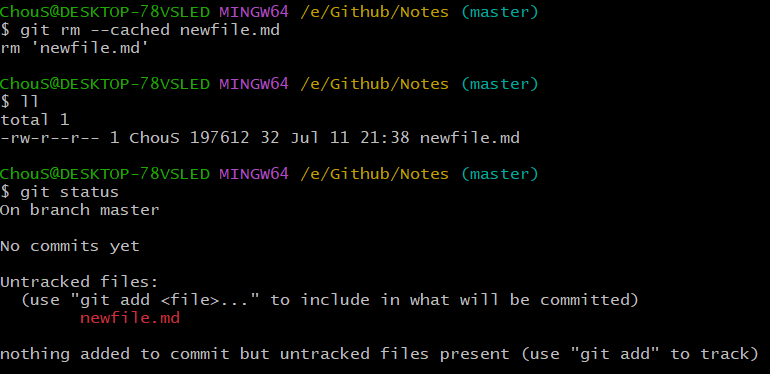 ChouS@DESKTOP-78VSLED MINGW64 /e/Github/Notes (master)
$ git rm --cached newfile.md
rm 'newfile.md'

ChouS@DESKTOP-78VSLED MINGW64 /e/Github/Notes (master)
$ ll
total 1
-rw-r--r-- 1 ChouS 197612 32 Jul 11 21:38 newfile.md

ChouS@DESKTOP-78VSLED MINGW64 /e/Github/Notes (master)
$ git status
On branch master

No commits yet

Untracked files:
  (use "git add <file>..." to include in what will be committed)
        newfile.md

nothing added to commit but untracked files present (use "git add" to track)